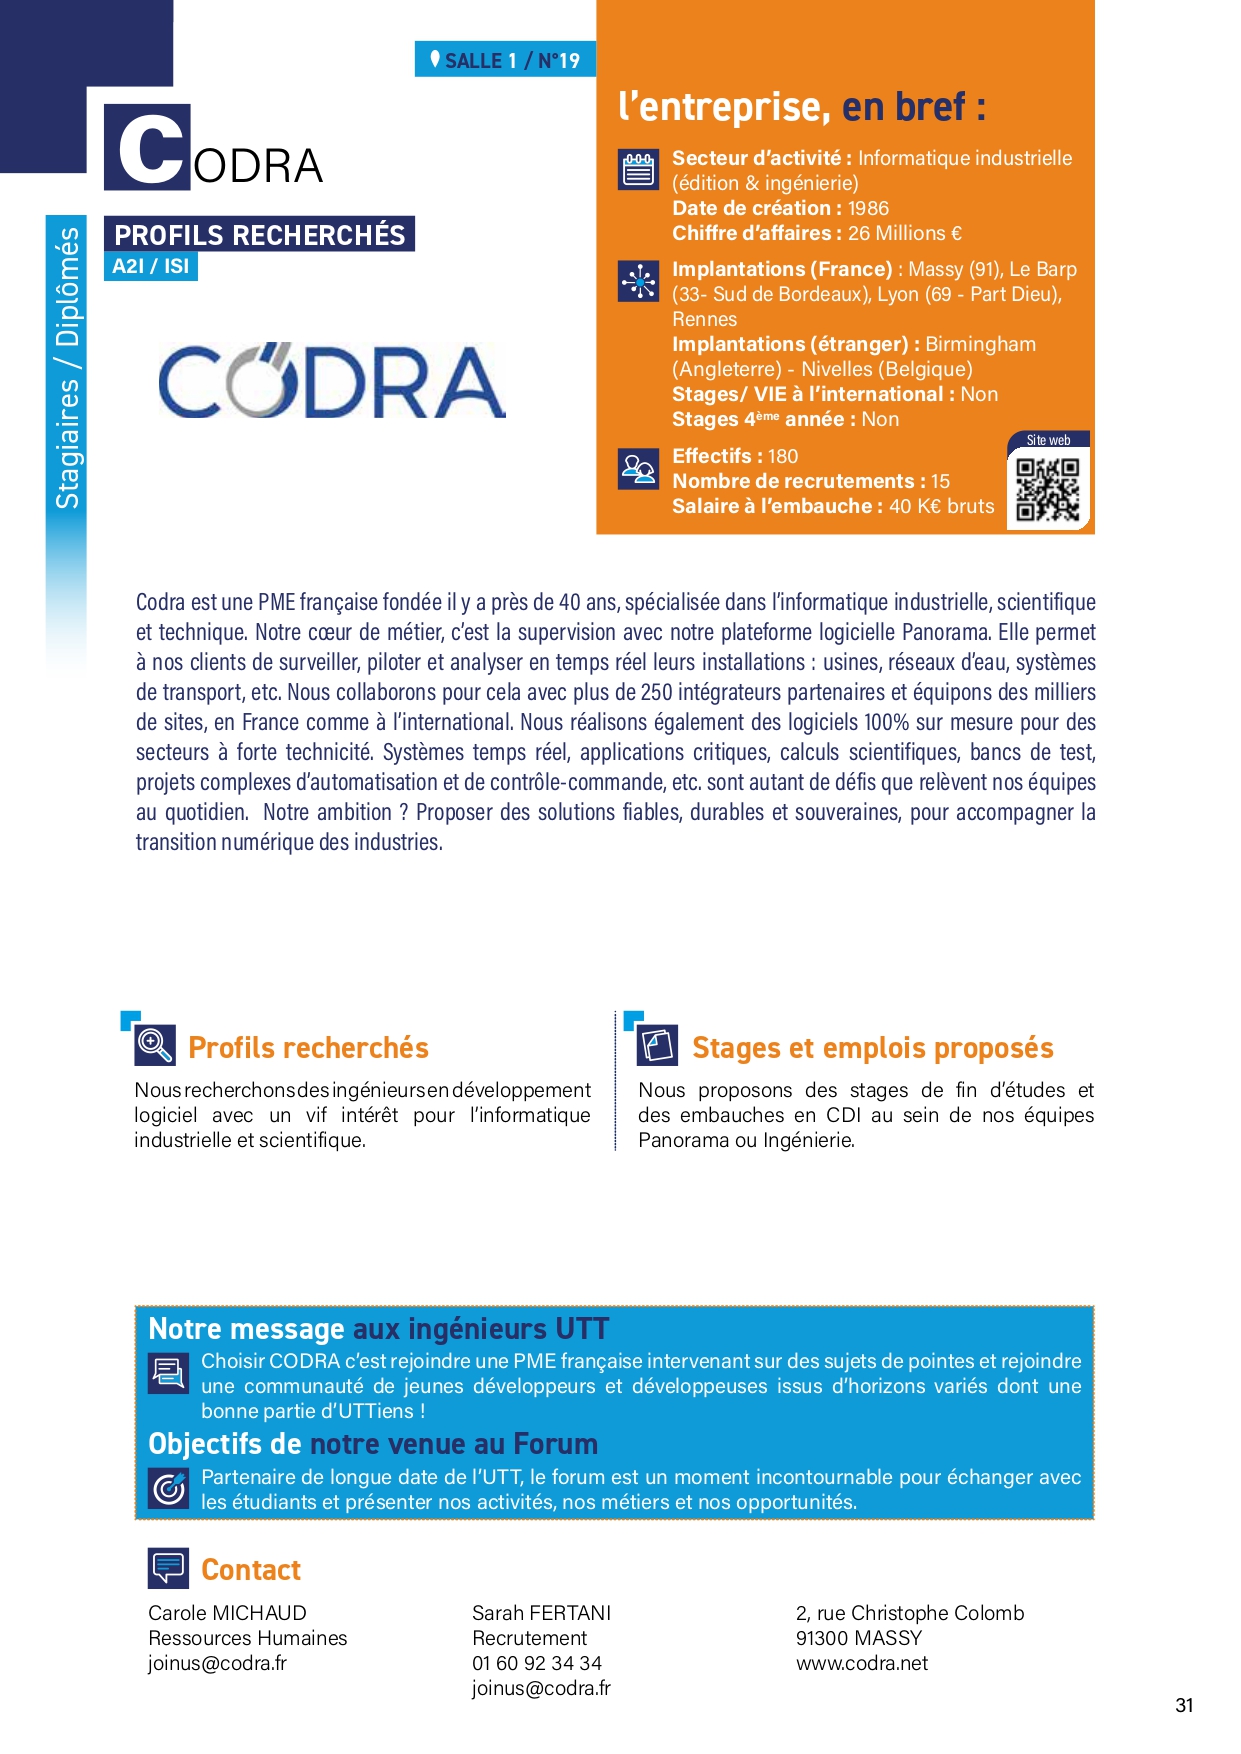 SALLE 1 / N°19
CODRA
PROFILS RECHERCHÉS
A2I / ISI
Stagiaires / Diplômés
CODRA
l'entreprise, en bref :
Secteur d'activité : Informatique industrielle
(édition & ingénierie)
Date de création : 1986
Chiffre d'affaires : 26 Millions €
Implantations (France) : Massy (91), Le Barp
(33- Sud de Bordeaux), Lyon (69 - Part Dieu),
Rennes
Implantations (étranger) : Birmingham
(Angleterre) - Nivelles (Belgique)
Stages/ VIE à l'international : Non
Stages 4ème année : Non
Effectifs : 180
Nombre de recrutements : 15
Salaire à l'embauche : 40 K€ bruts
Site web
Codra est une PME française fondée il y a près de 40 ans, spécialisée dans l'informatique industrielle, scientifique
et technique. Notre cœur de métier, c'est la supervision avec notre plateforme logicielle Panorama. Elle permet
à nos clients de surveiller, piloter et analyser en temps réel leurs installations : usines, réseaux d'eau, systèmes
de transport, etc. Nous collaborons pour cela avec plus de 250 intégrateurs partenaires et équipons des milliers
de sites, en France comme à l'international. Nous réalisons également des logiciels 100% sur mesure pour des
secteurs à forte technicité. Systèmes temps réel, applications critiques, calculs scientifiques, bancs de test,
projets complexes d'automatisation et de contrôle-commande, etc. sont autant de défis que relèvent nos équipes
au quotidien. Notre ambition ? Proposer des solutions fiables, durables et souveraines, pour accompagner la
transition numérique des industries.
Profils recherchés
Nous recherchons des ingénieurs en développement
logiciel avec un vif intérêt pour l'informatique
industrielle et scientifique.
Stages et emplois proposés
Nous proposons des stages de fin d'études et
des embauches en CDI au sein de nos équipes
Panorama ou Ingénierie.
Notre message aux ingénieurs UTT
Choisir CODRA c'est rejoindre une PME française intervenant sur des sujets de pointes et rejoindre
une communauté de jeunes développeurs et développeuses issus d'horizons variés dont une
bonne partie d'UTTiens !
Objectifs de notre venue au Forum
Partenaire de longue date de l'UTT, le forum est un moment incontournable pour échanger avec
les étudiants et présenter nos activités, nos métiers et nos opportunités.
Contact
Carole MICHAUD
Ressources Humaines
joinus@codra.fr
Sarah FERTANI
Recrutement
01 60 92 34 34
joinus@codra.fr
2, rue Christophe Colomb
91300 MASSY
www.codra.net
31